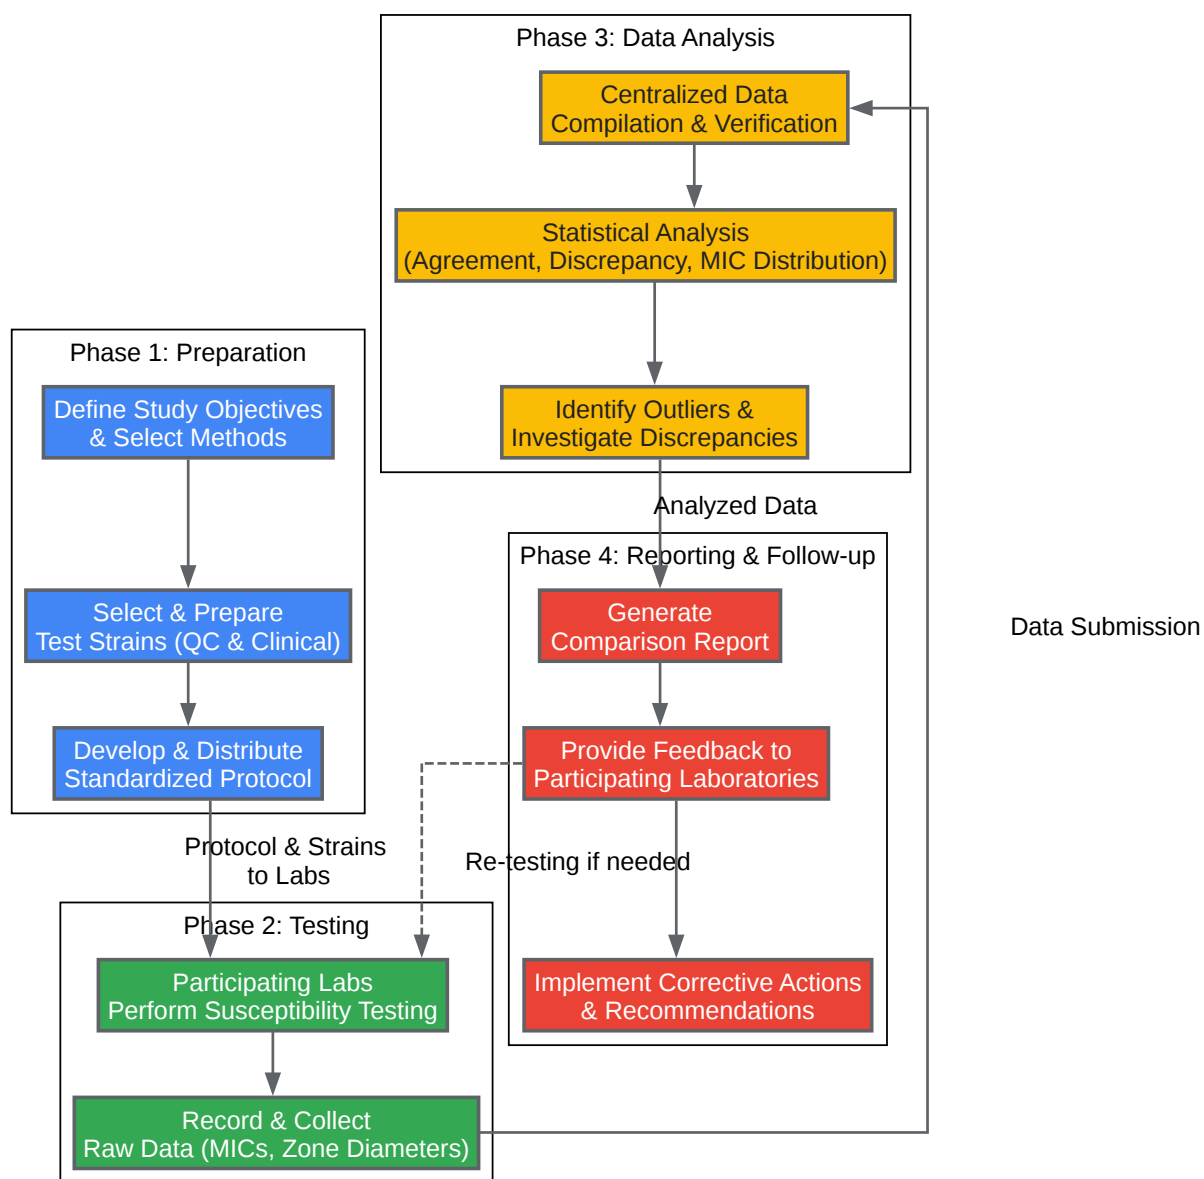 Phase 3: Data Analysis
Centralized Data
Compilation & Verification
Statistical Analysis
(Agreement, Discrepancy, MIC Distribution)
Identify Outliers &
Investigate Discrepancies
Analyzed Data
Phase 1: Preparation
Define Study Objectives
& Select Methods
Select & Prepare
Test Strains (QC & Clinical)
Develop & Distribute
Standardized Protocol
Protocol & Strains
to Labs
Phase 4: Reporting & Follow-up
Generate
Comparison Report
Provide Feedback to
Participating Laboratories
Re-testing if needed
Implement Corrective Actions
& Recommendations
Data Submission
Phase 2: Testing
Participating Labs
Perform Susceptibility Testing
Record & Collect
Raw Data (MICs, Zone Diameters)